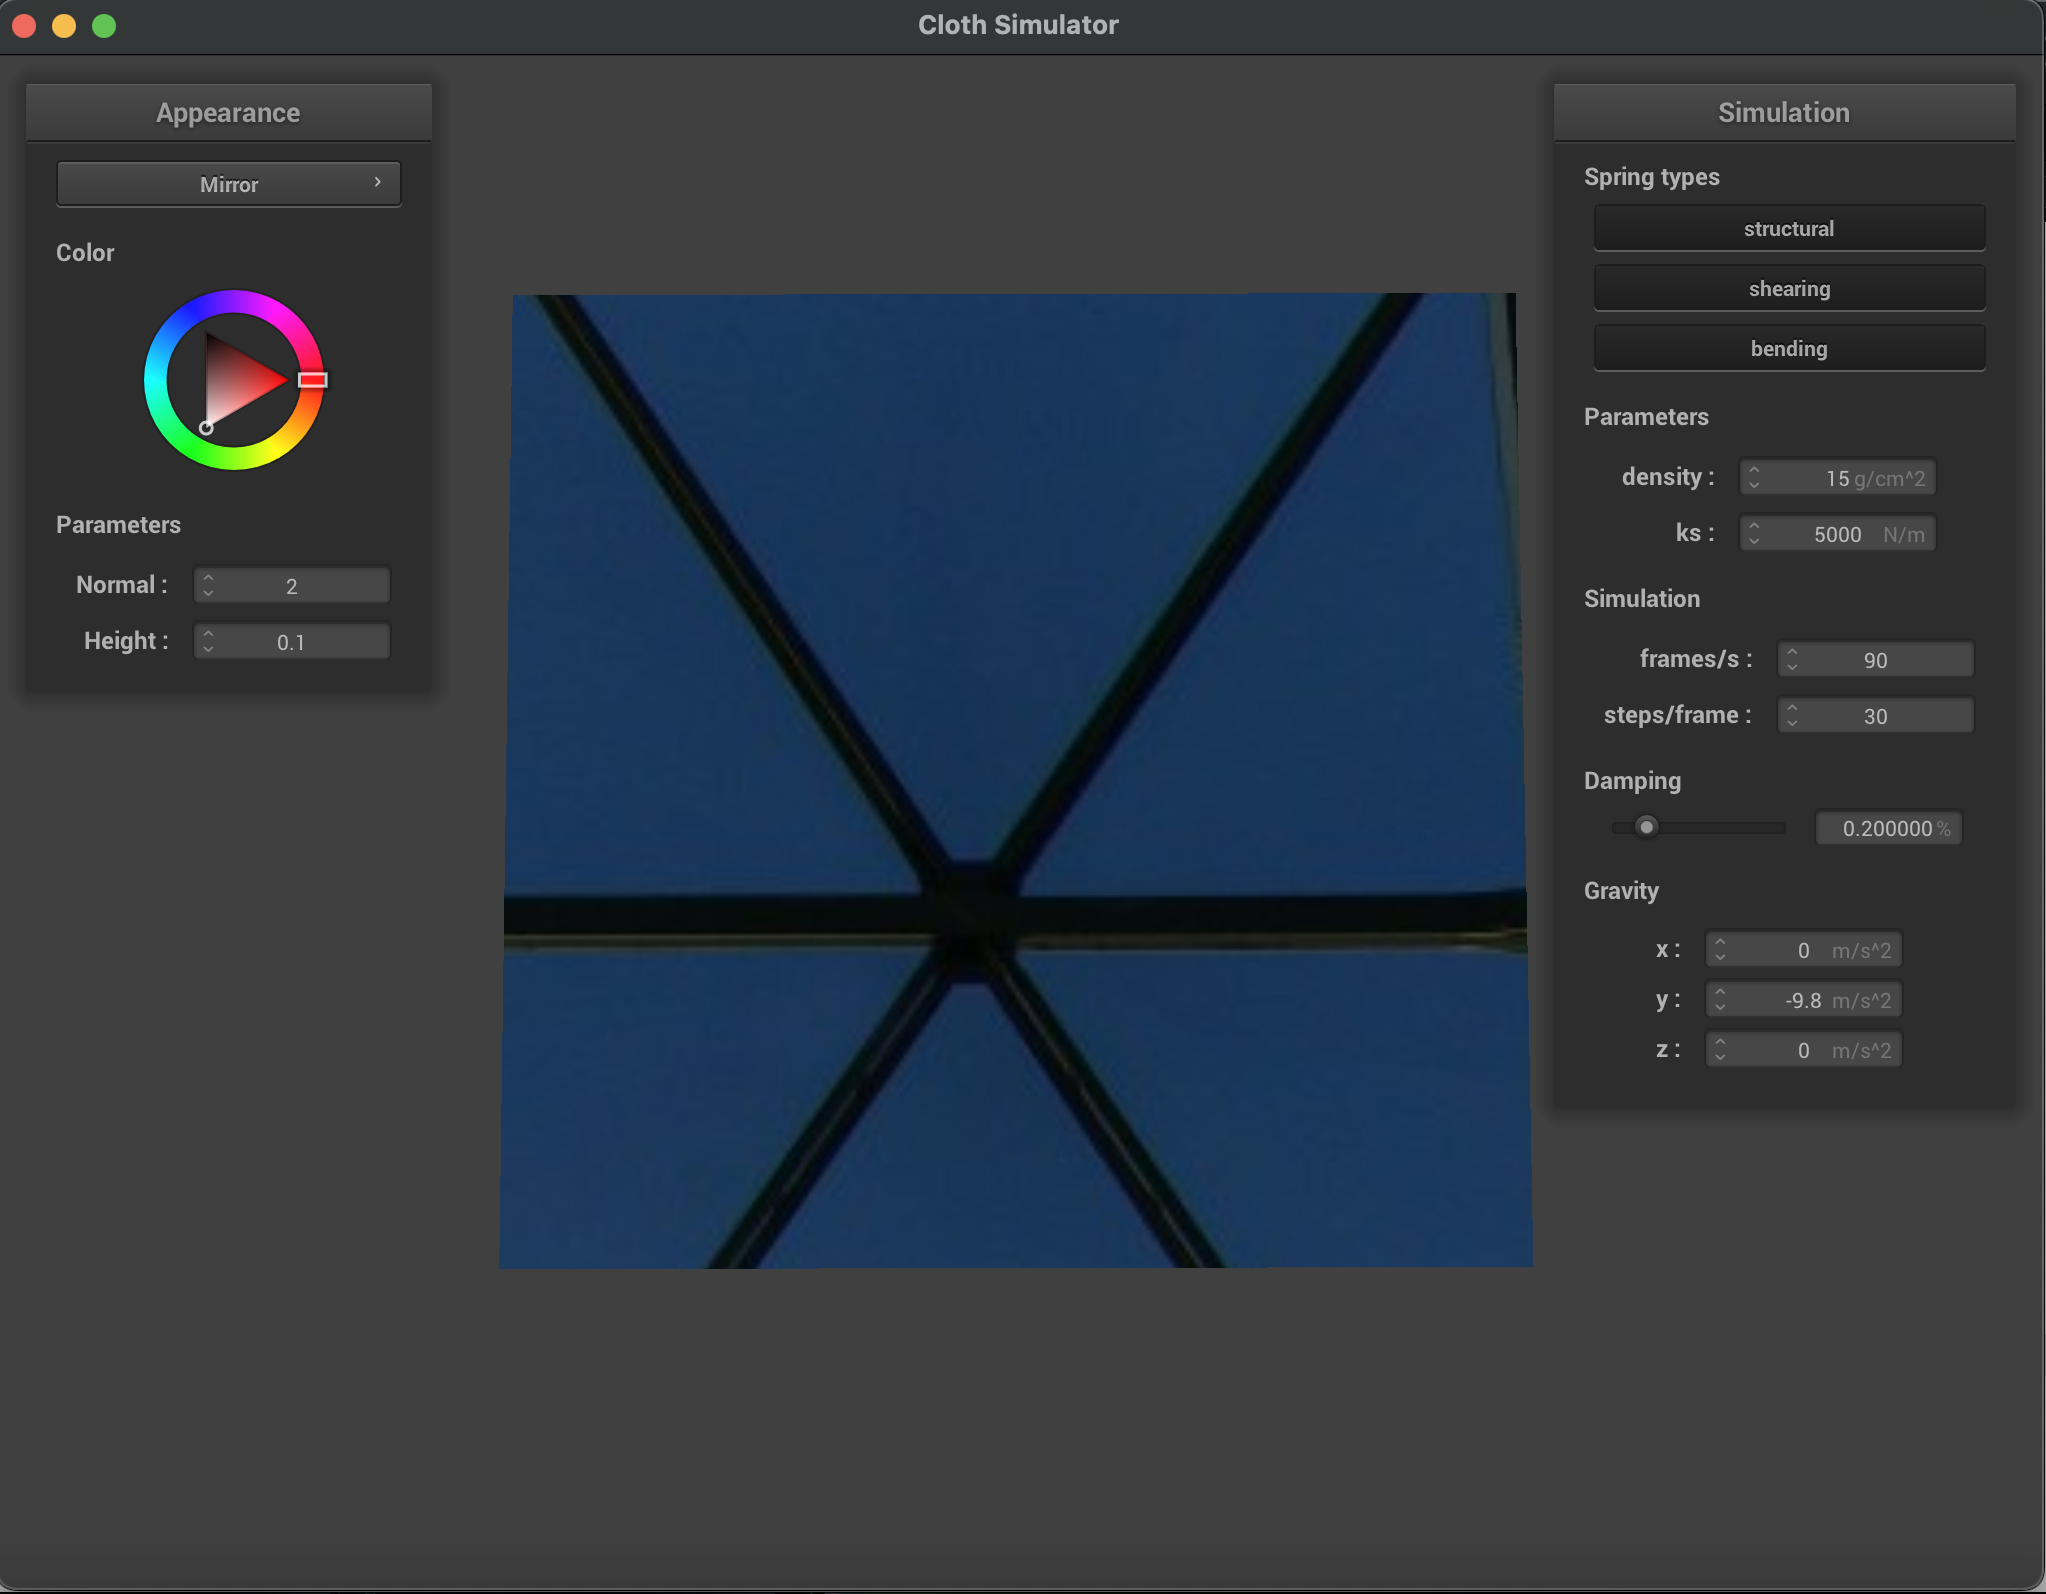 Cloth Simulator
Appearance
Mirror
Color
Parameters
Normal : 2
Height : 0.1
Simulation
Spring types
structural
shearing
bending
Parameters
density : 15 g/cm^2
ks : 5000 N/m
Simulation
frames/s : 90
steps/frame : 30
Damping
0.200000 %
Gravity
x : 0 m/s^2
y : -9.8 m/s^2
z : 0 m/s^2